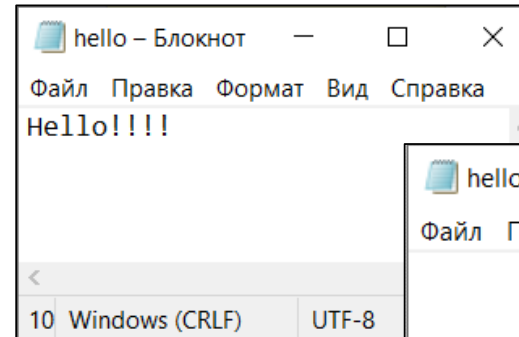 hello – Блокнот
Файл Правка Формат Вид Справка
Hello!!!!
hello
Файл
10 Windows (CRLF) UTF-8